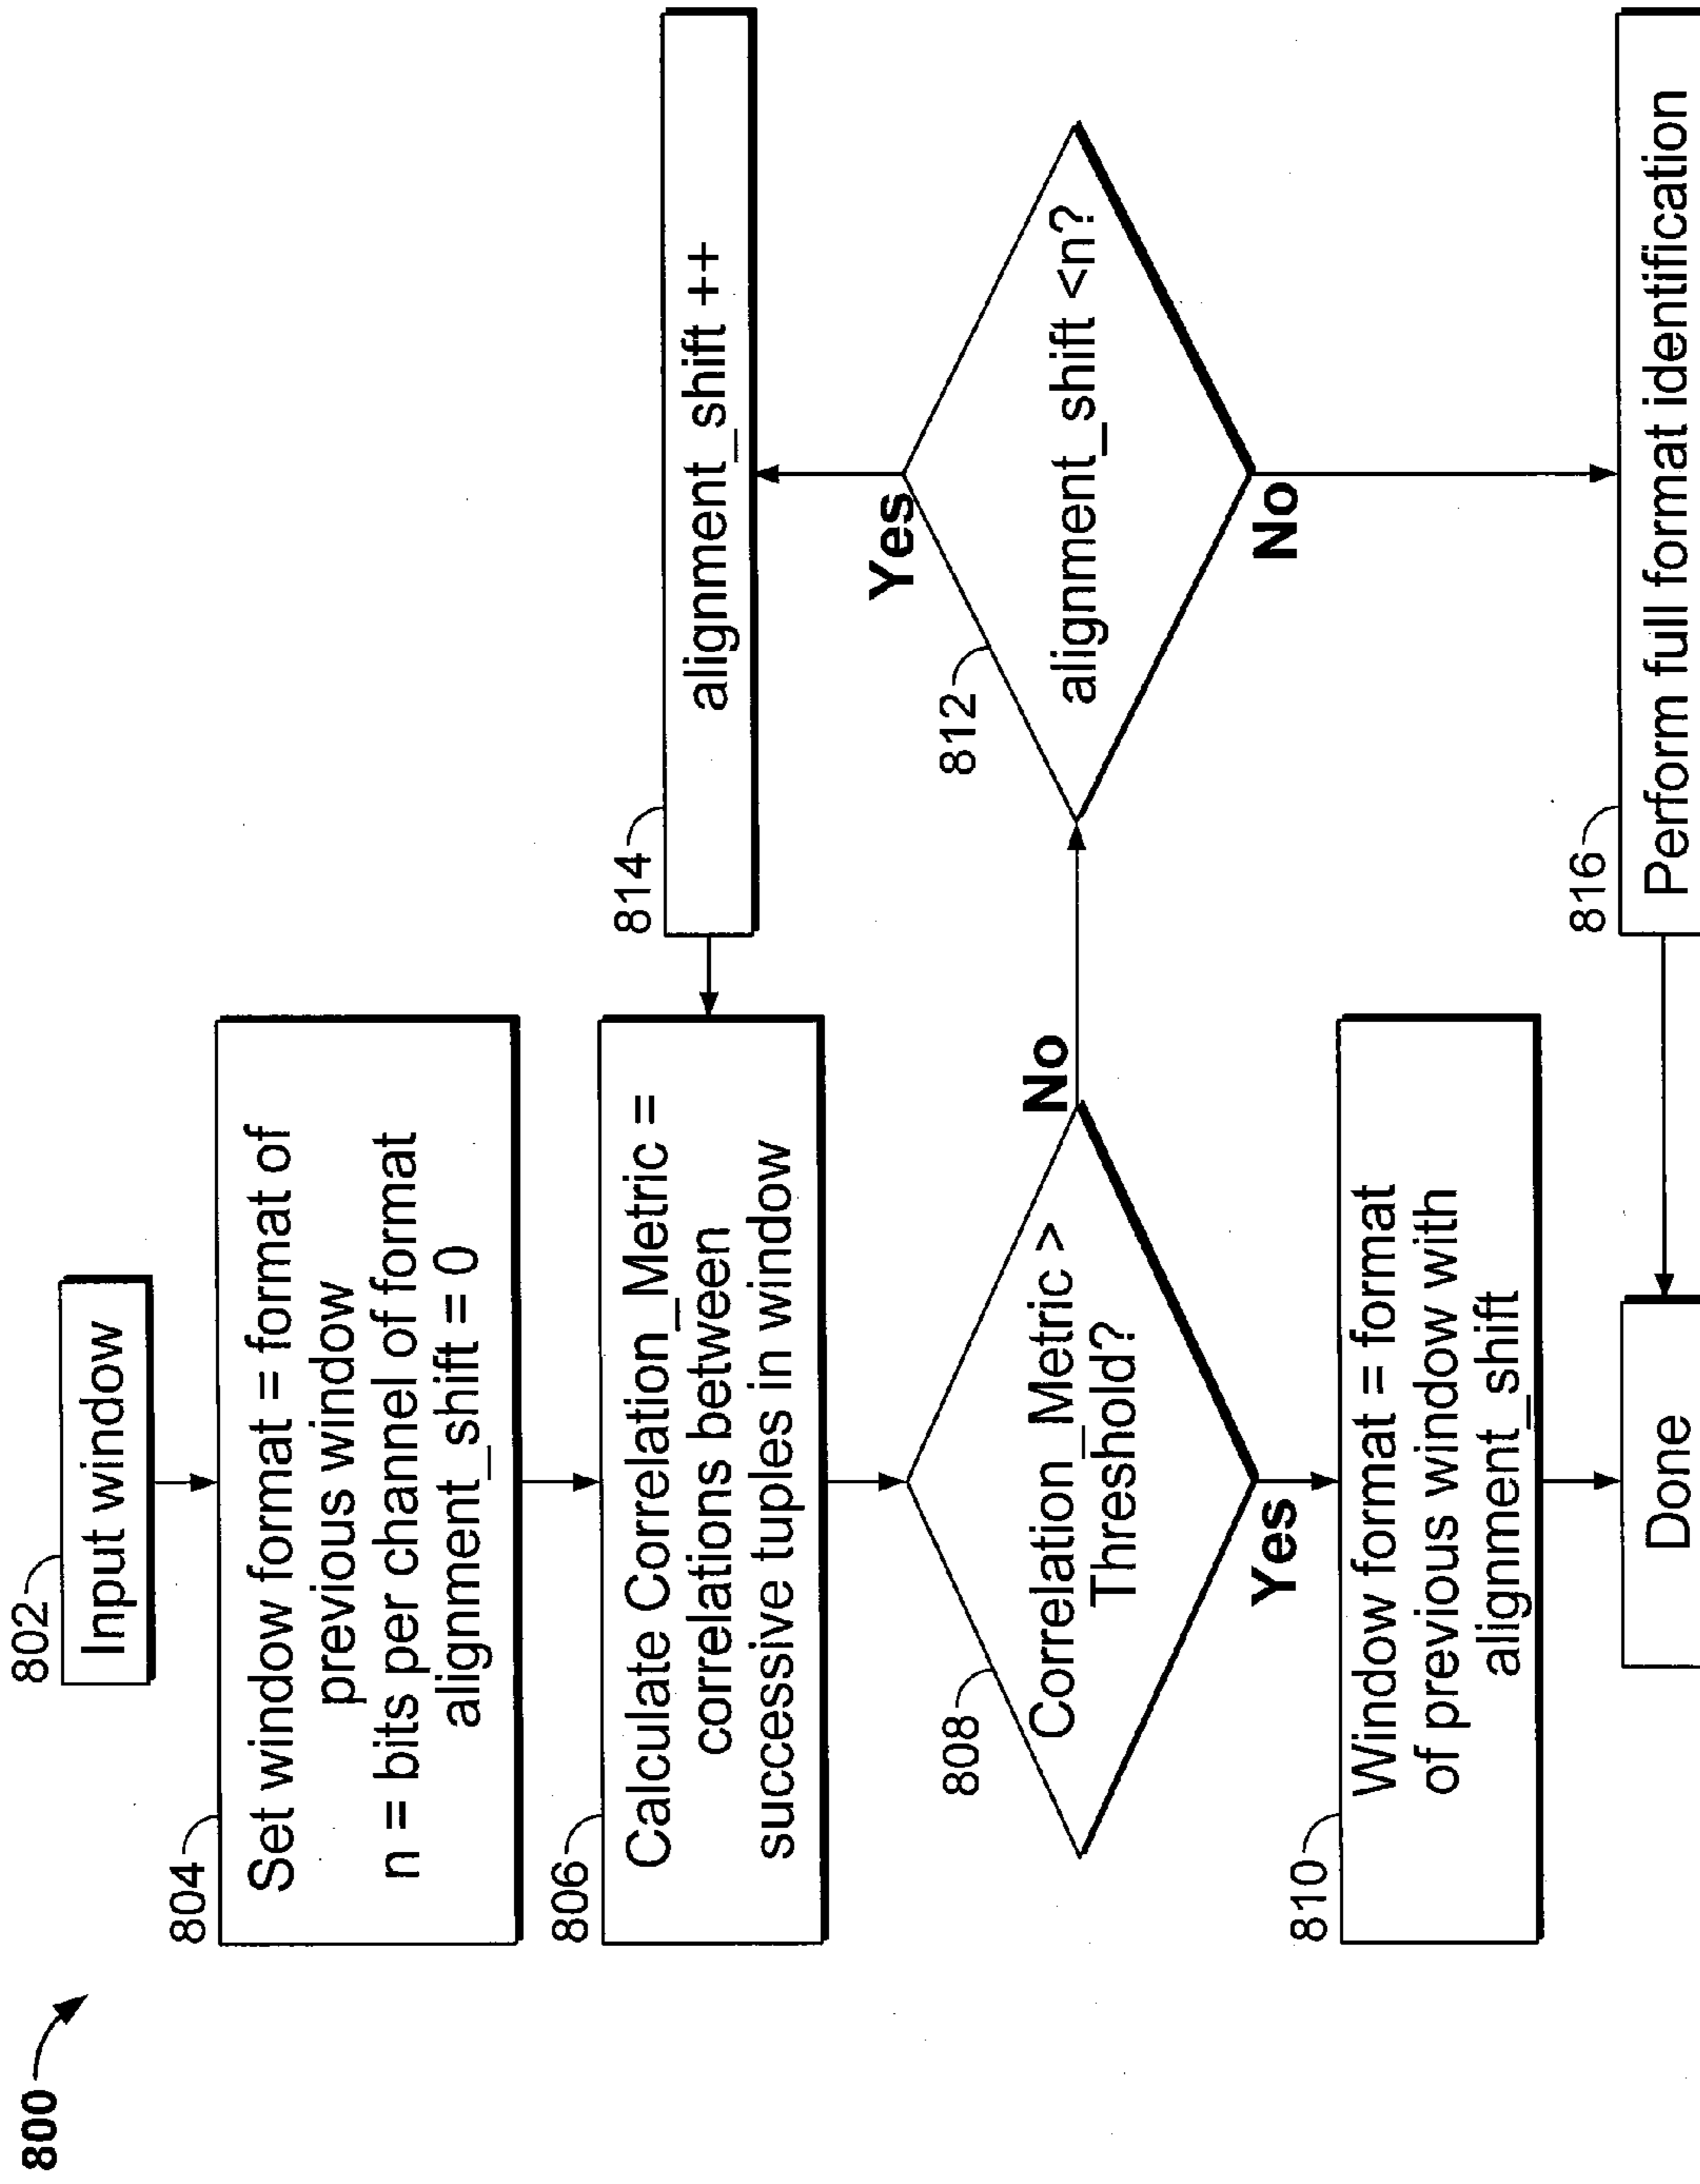 800
802
Input window
804
Set window format = format of
previous window
n = bits per channel of format
alignment_shift = 0
806
Calculate Correlation_Metric =
correlations between
successive tuples in window
814
alignment_shift ++
808
Correlation_Metric >
Threshold?
No
Yes
812
alignment_shift <n?
Yes
No
810
Window format = format
of previous window with
alignment_shift
816
Perform full format identification
Done